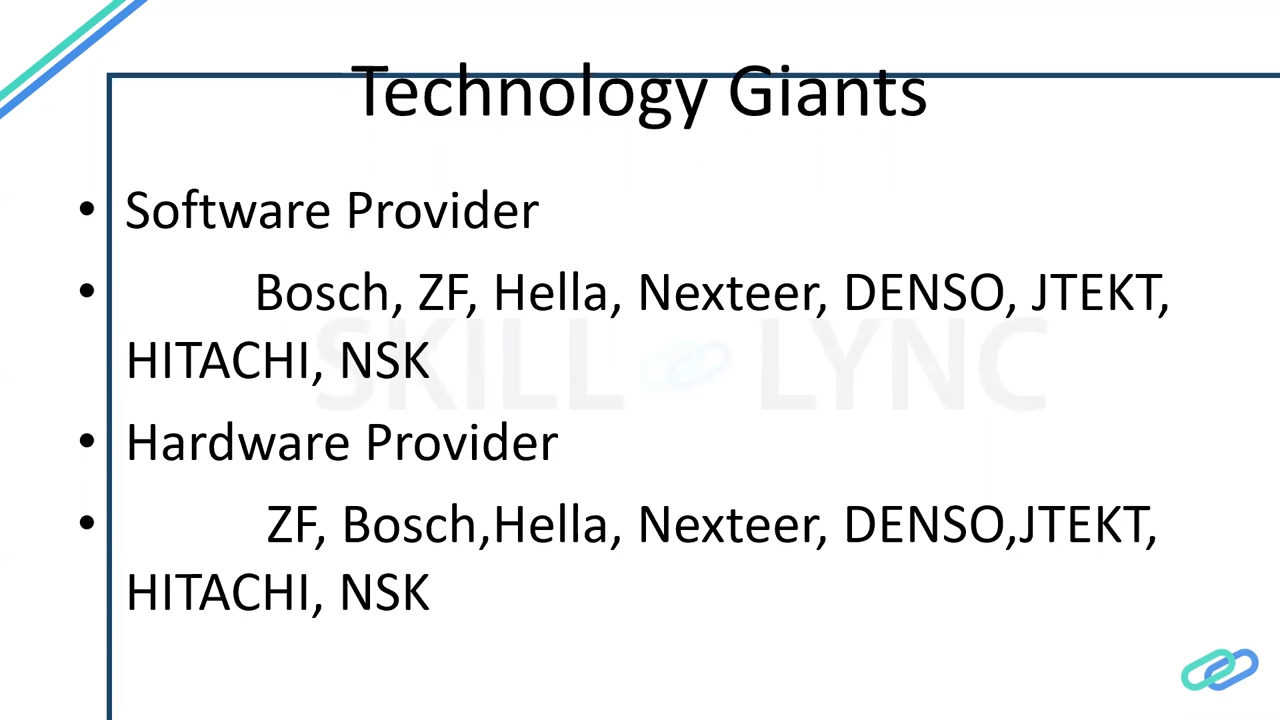 Technology Giants
• Software Provider
• Bosch, ZF, Hella, Nexteer, DENSO, JTEKT,
HITACHI, NSK
SKILL LYNC
• Hardware Provider
• ZF, Bosch,Hella, Nexteer, DENSO,JTEKT,
HITACHI, NSK